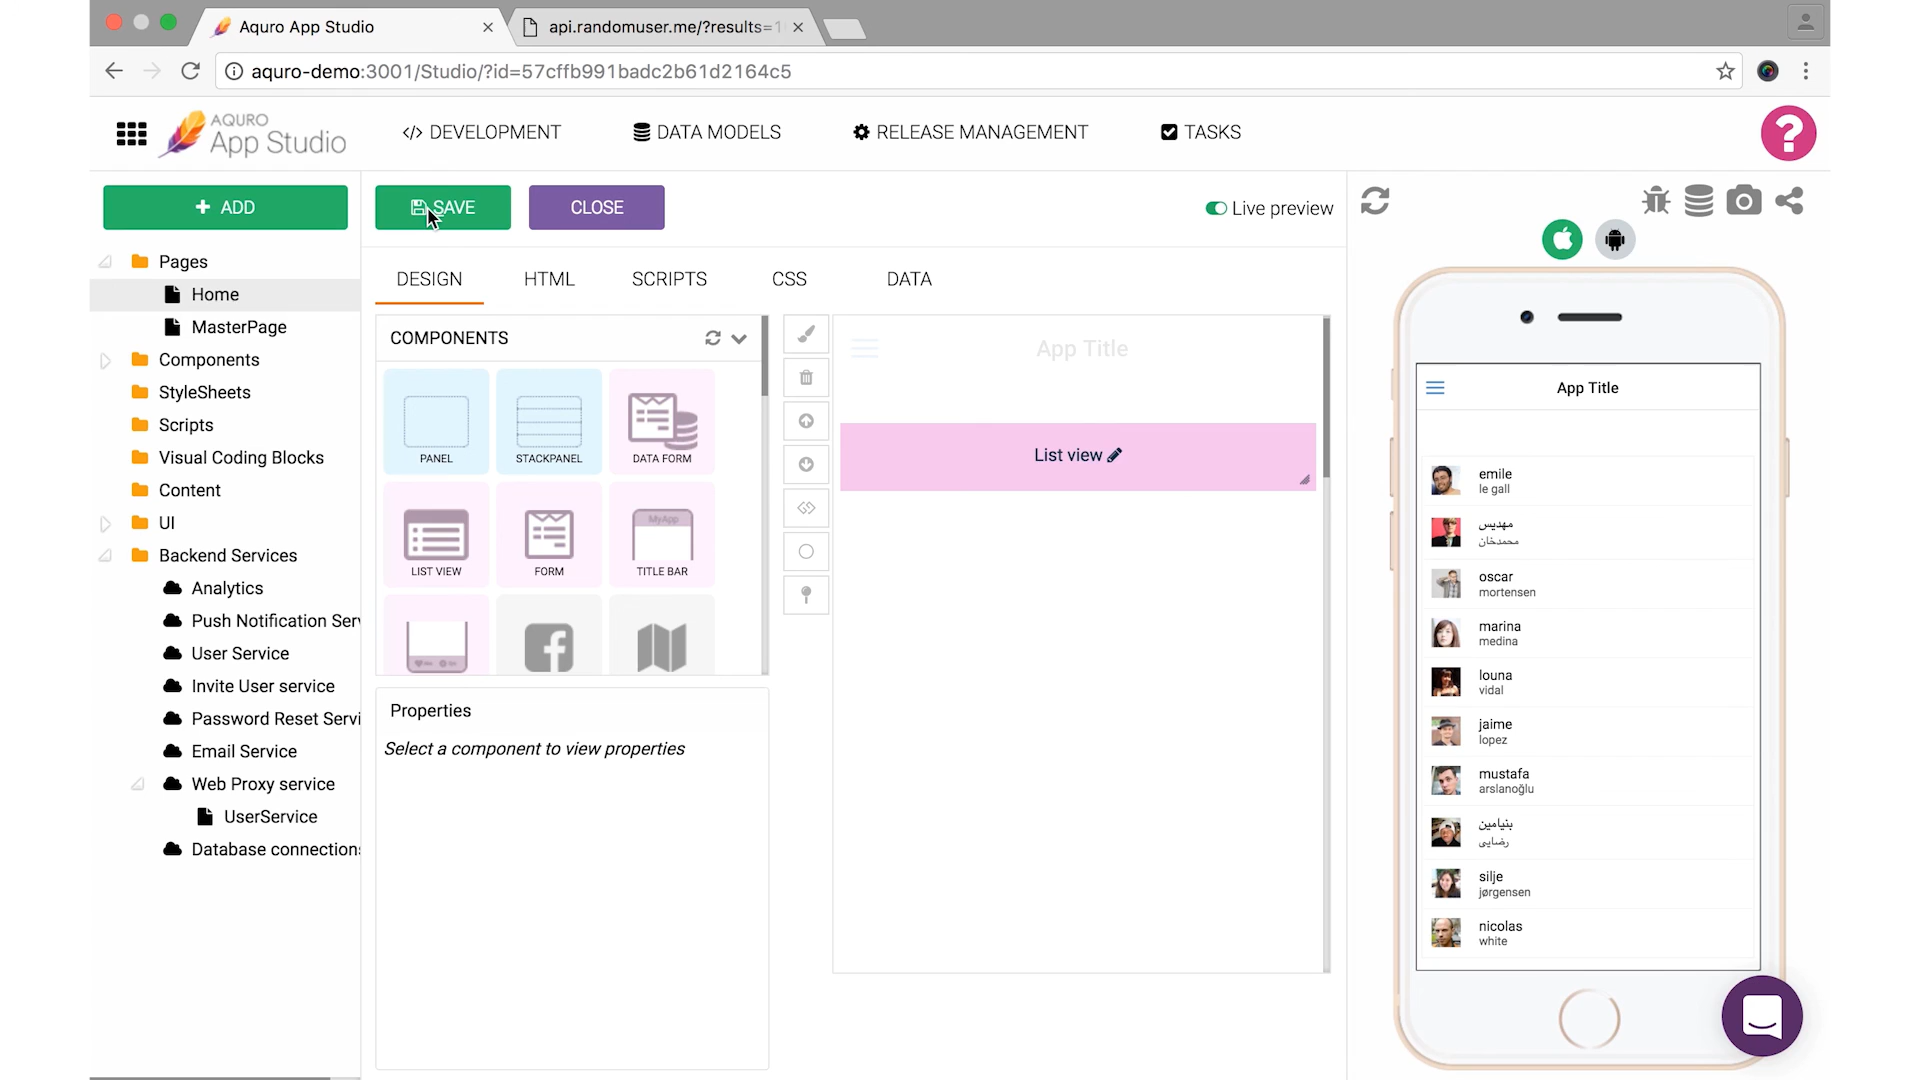 Aquro App Studio
api.randomuser.me/?results=1
aquro-demo:3001/Studio/?id=57cffb991badc2b61d2164c5
AQURO
App Studio
</> DEVELOPMENT
DATA MODELS
RELEASE MANAGEMENT
TASKS
?
+ ADD
SAVE
CLOSE
Live preview
Pages
Home
MasterPage
Components
StyleSheets
Scripts
Visual Coding Blocks
Content
UI
Backend Services
Analytics
Push Notification Serv
User Service
Invite User service
Password Reset Servi
Email Service
Web Proxy service
UserService
Database connections
DESIGN
HTML
SCRIPTS
CSS
DATA
COMPONENTS
PANEL
STACKPANEL
DATA FORM
LIST VIEW
FORM
MyApp
TITLE BAR
Properties
Select a component to view properties
App Title
List view
App Title
emile
le gall
مهدیس
محمدخان
oscar
mortensen
marina
medina
louna
vidal
jaime
lopez
mustafa
arslanoğlu
بنیامین
رضایی
silje
jørgensen
nicolas
white